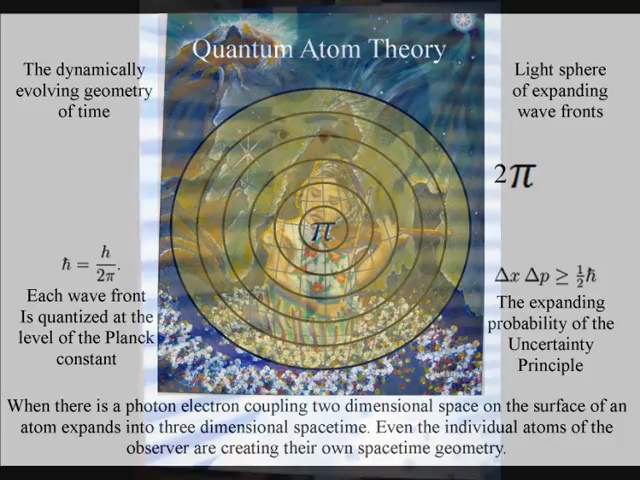 Quantum Atom Theory
The dynamically
evolving geometry
of time
Light sphere
of expanding
wave fronts
2π
π
ħ = h/2π.
Each wave front
Is quantized at the
level of the Planck
constant
Δx Δp ≥ ½ħ
The expanding
probability of the
Uncertainty
Principle
When there is a photon electron coupling two dimensional space on the surface of an
atom expands into three dimensional spacetime. Even the individual atoms of the
observer are creating their own spacetime geometry.